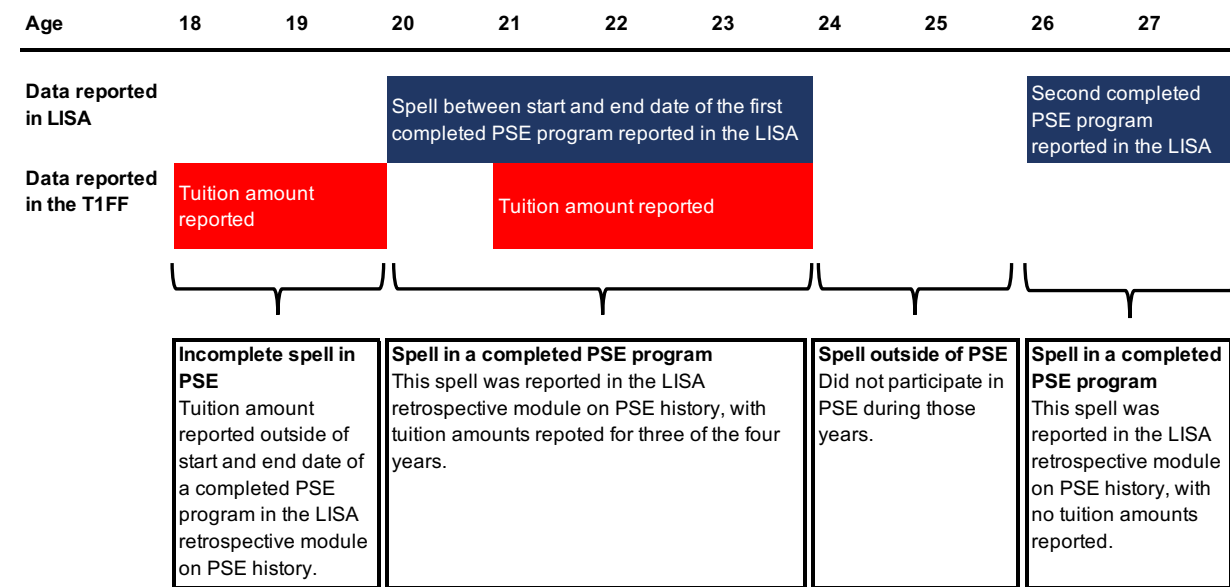 Age 18 19 20 21 22 23 24 25 26 27
Data reported
in LISA
Spell between start and end date of the first
completed PSE program reported in the LISA
Second completed
PSE program
reported in the LISA
Data reported
in the T1FF
Tuition amount
reported
Tuition amount reported
Incomplete spell in
PSE
Tuition amount
reported outside of
start and end date of
a completed PSE
program in the LISA
retrospective module
on PSE history.
Spell in a completed PSE program
This spell was reported in the LISA
retrospective module on PSE history, with
tuition amounts repoted for three of the four
years.
Spell outside of PSE
Did not participate in
PSE during those
years.
Spell in a completed
PSE program
This spell was
reported in the LISA
retrospective module
on PSE history, with
no tuition amounts
reported.